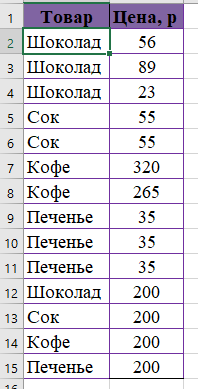 1 Товар Цена, р
2 Шоколад 56
3 Шоколад 89
4 Шоколад 23
5 Сок 55
6 Сок 55
7 Кофе 320
8 Кофе 265
9 Печенье 35
10 Печенье 35
11 Печенье 35
12 Шоколад 200
13 Сок 200
14 Кофе 200
15 Печенье 200